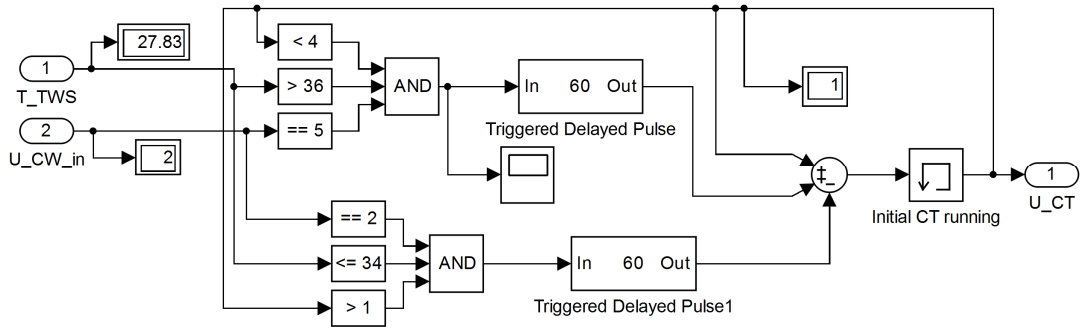 27.83
< 4
1
T_TWS
> 36
AND
In 60 Out
1
2
U_CW_in
== 5
Triggered Delayed Pulse
2
+
+
−
1
U_CT
Initial CT running
== 2
<= 34
AND
In 60 Out
> 1
Triggered Delayed Pulse1